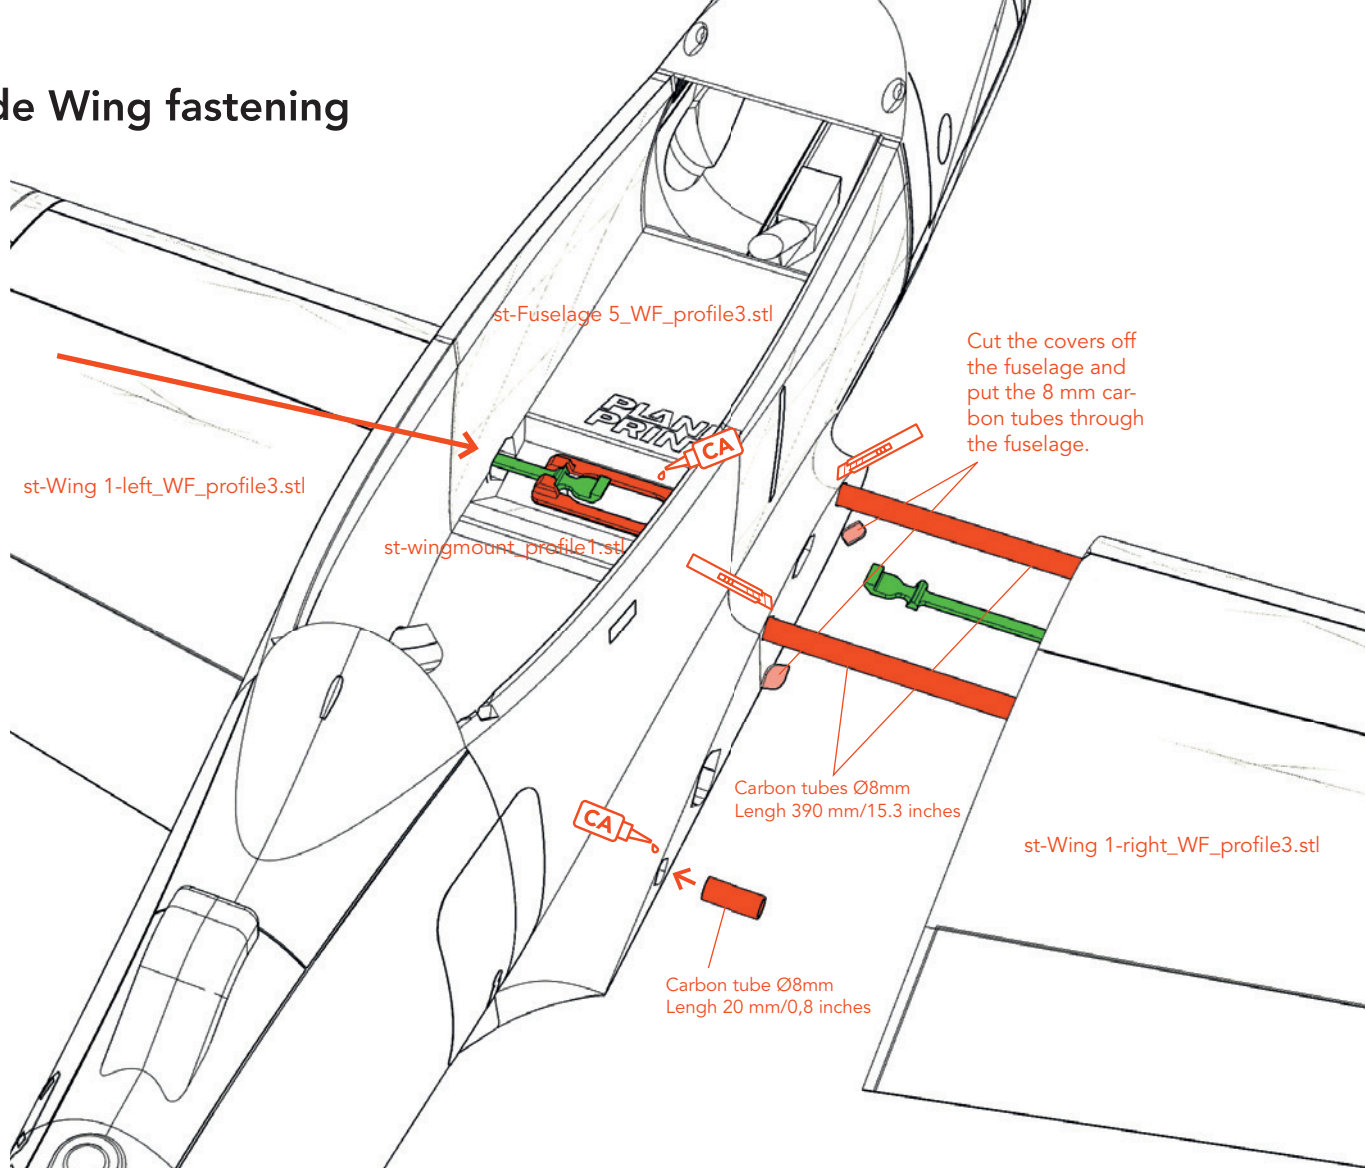 de Wing fastening
st-Fuselage 5_WF_profile3.stl
Cut the covers off
the fuselage and
put the 8 mm car-
bon tubes through
the fuselage.
PLAN
PRIN
CA
st-Wing 1-left_WF_profile3.stl
st-wingmount_profile1.stl
Carbon tubes Ø8mm
Lengh 390 mm/15.3 inches
CA
st-Wing 1-right_WF_profile3.stl
Carbon tube Ø8mm
Lengh 20 mm/0,8 inches